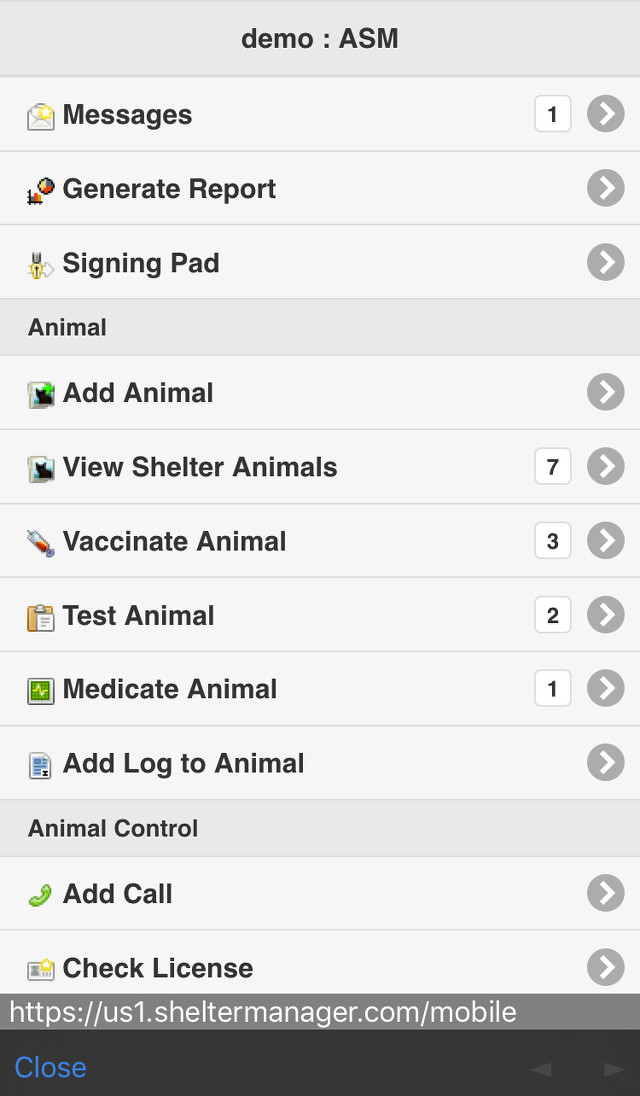 demo : ASM
Messages 1
Generate Report
Signing Pad
Animal
Add Animal
View Shelter Animals 7
Vaccinate Animal 3
Test Animal 2
Medicate Animal 1
Add Log to Animal
Animal Control
Add Call
Check License
https://us1.sheltermanager.com/mobile
Close